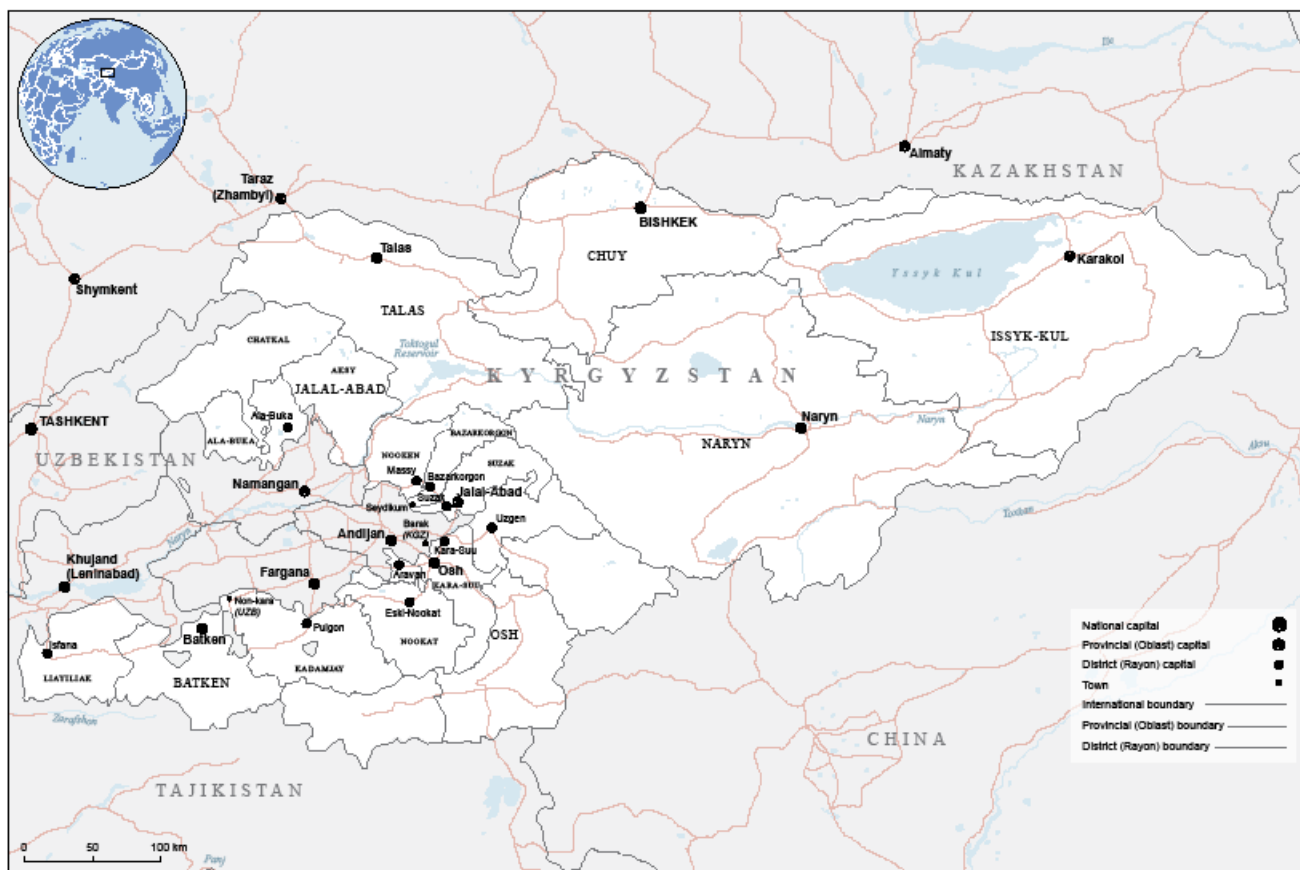 Ile
Almaty
KAZAKHSTAN
Taraz
(Zhambyl)
BISHKEK
Talas
CHUY
Karakol
Yssyk Kul
Shymkent
TALAS
ISSYK-KUL
CHATKAL
Toktogul
Reservoir
AKSY
JALAL-ABAD
KYRGYZSTAN
Ala-Buka
Naryn
Naryn
TASHKENT
ALA-BUKA
BAZARKORGON
NARYN
Aksu
UZBEKISTAN
NOOKEN
SUZAK
Massy
Bazarkorgon
Namangan
Suzak
Jalal-Abad
Seydikum
Toxkan
Uzgen
Naryn
Andijan
Barak
(KGZ)
Kara-Suu
Khujand
(Leninabad)
Fargana
Aravan
Osh
KARA-SUU
Non-kara
(UZB)
Eski-Nookat
Pulgon
Batken
NOOKAT
OSH
Isfana
KADAMJAY
LIAYILIAK
BATKEN
Zarafshon
CHINA
TAJIKISTAN
Panj
National capital
Provincial (Oblast) capital
District (Rayon) capital
Town
International boundary
Provincial (Oblast) boundary
District (Rayon) boundary
0 50 100 km